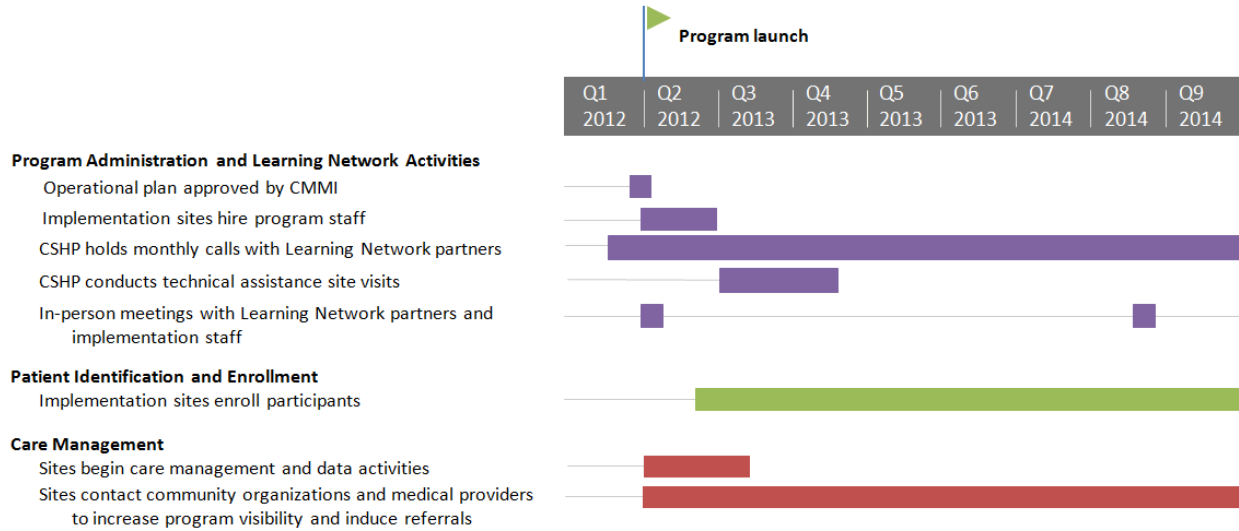 Program launch
Q1 Q2 Q3 Q4 Q5 Q6 Q7 Q8 Q9
2012 2012 2013 2013 2013 2013 2014 2014 2014
Program Administration and Learning Network Activities
Operational plan approved by CMMI
Implementation sites hire program staff
CSHP holds monthly calls with Learning Network partners
CSHP conducts technical assistance site visits
In-person meetings with Learning Network partners and
implementation staff
Patient Identification and Enrollment
Implementation sites enroll participants
Care Management
Sites begin care management and data activities
Sites contact community organizations and medical providers
to increase program visibility and induce referrals